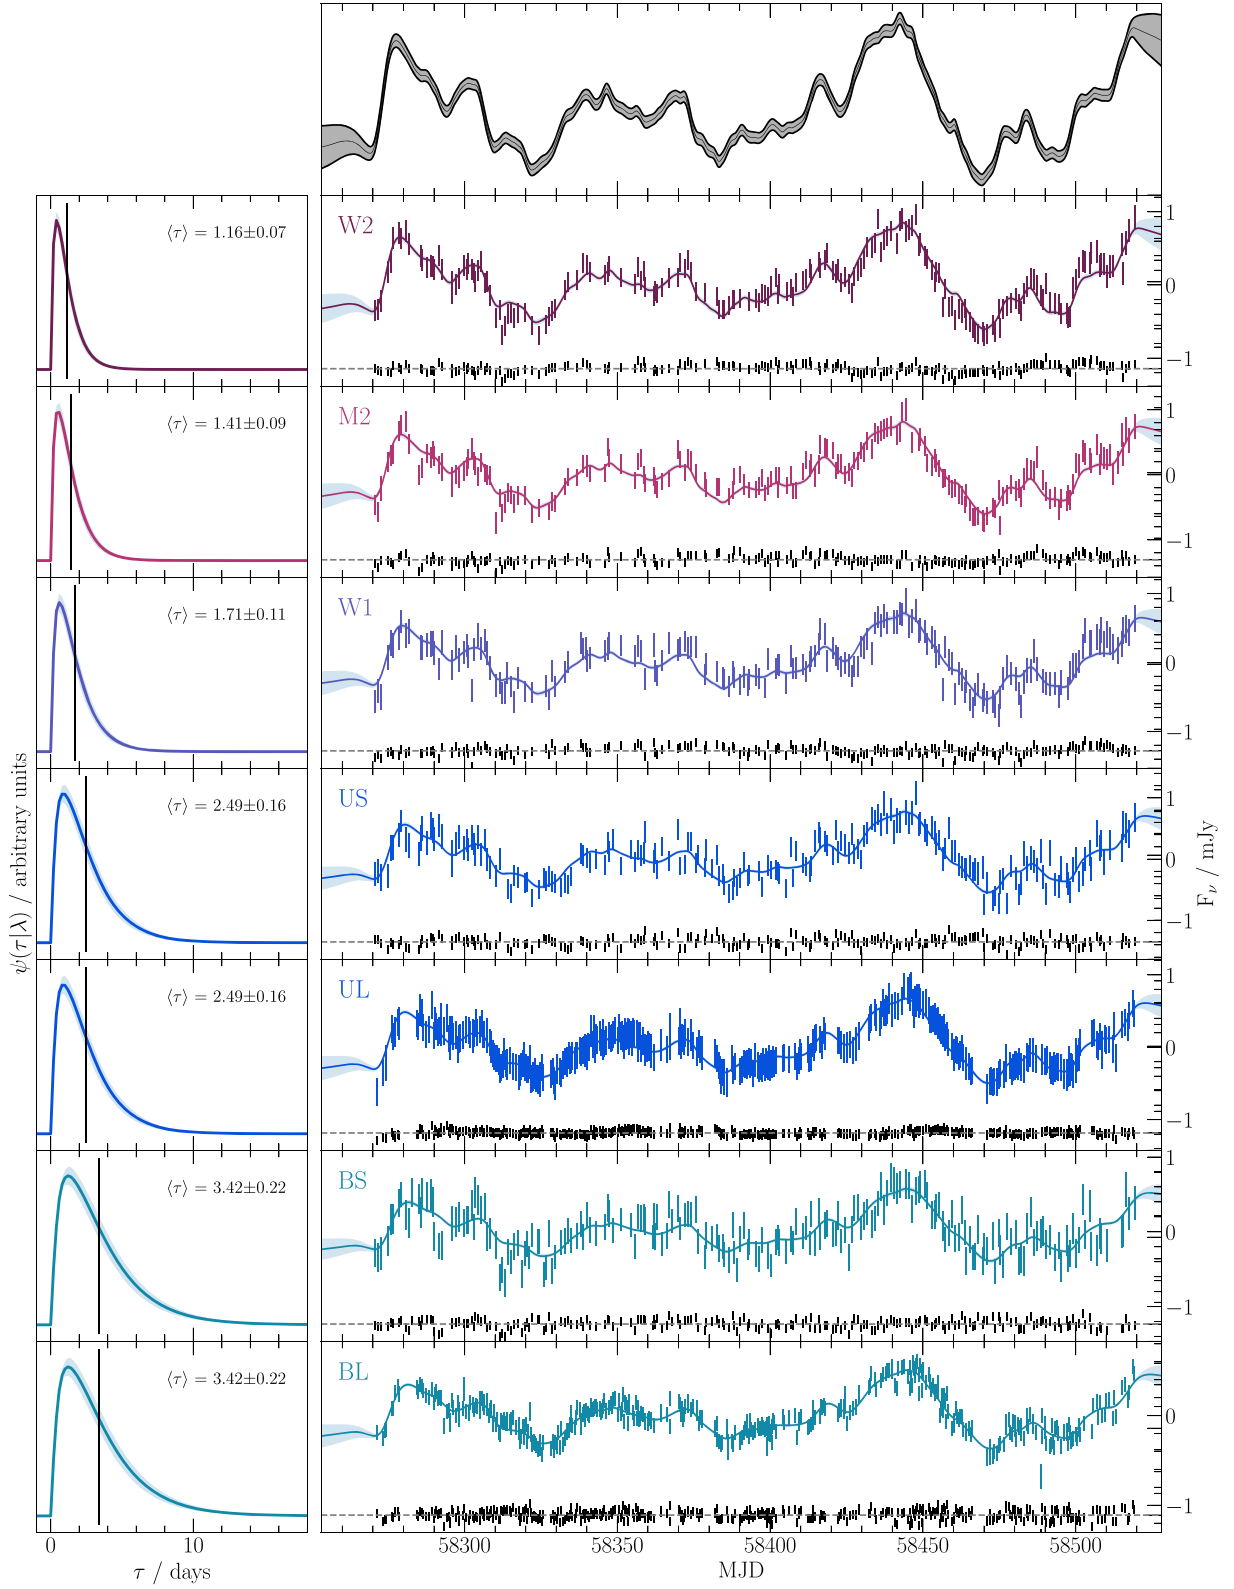 W2
⟨τ⟩ = 1.16±0.07
1
0
−1
M2
⟨τ⟩ = 1.41±0.09
1
0
−1
W1
⟨τ⟩ = 1.71±0.11
1
0
−1
US
⟨τ⟩ = 2.49±0.16
1
0
−1
UL
⟨τ⟩ = 2.49±0.16
1
0
−1
BS
⟨τ⟩ = 3.42±0.22
1
0
−1
BL
⟨τ⟩ = 3.42±0.22
1
0
−1
ψ(τ|λ) / arbitrary units
F_ν / mJy
0 10
τ / days
58300 58350 58400 58450 58500
MJD